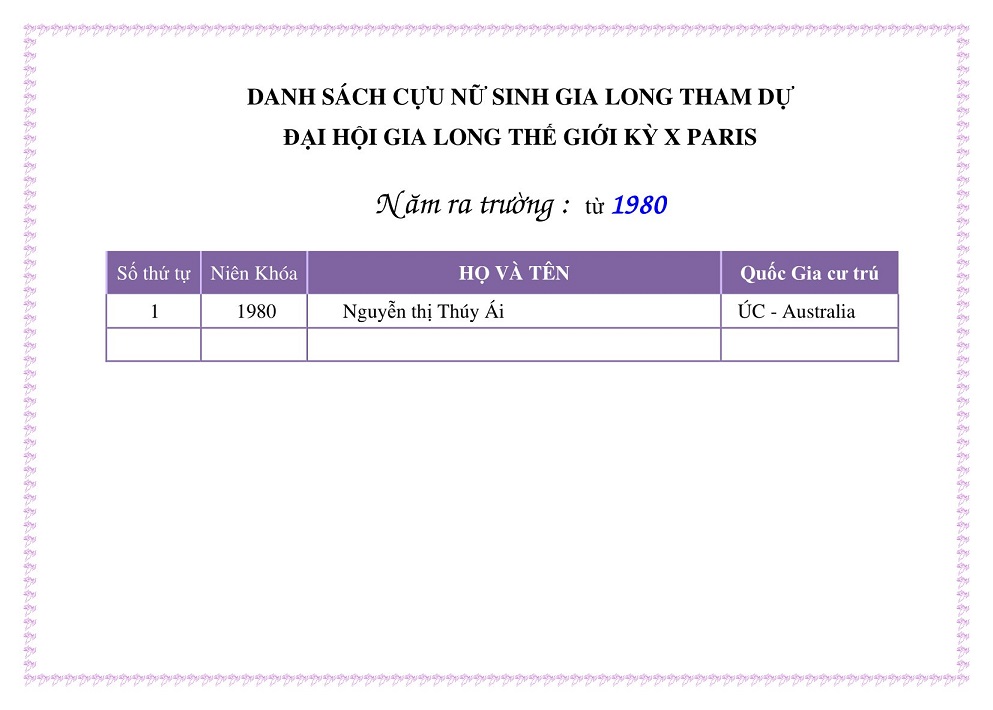 DANH SÁCH CỰU NỮ SINH GIA LONG THAM DỰ
ĐẠI HỘI GIA LONG THẾ GIỚI KỲ X PARIS
Năm ra trường : từ 1980
Số thứ tự Niên Khóa HỌ VÀ TÊN Quốc Gia cư trú
1 1980 Nguyễn thị Thúy Ái ÚC - Australia